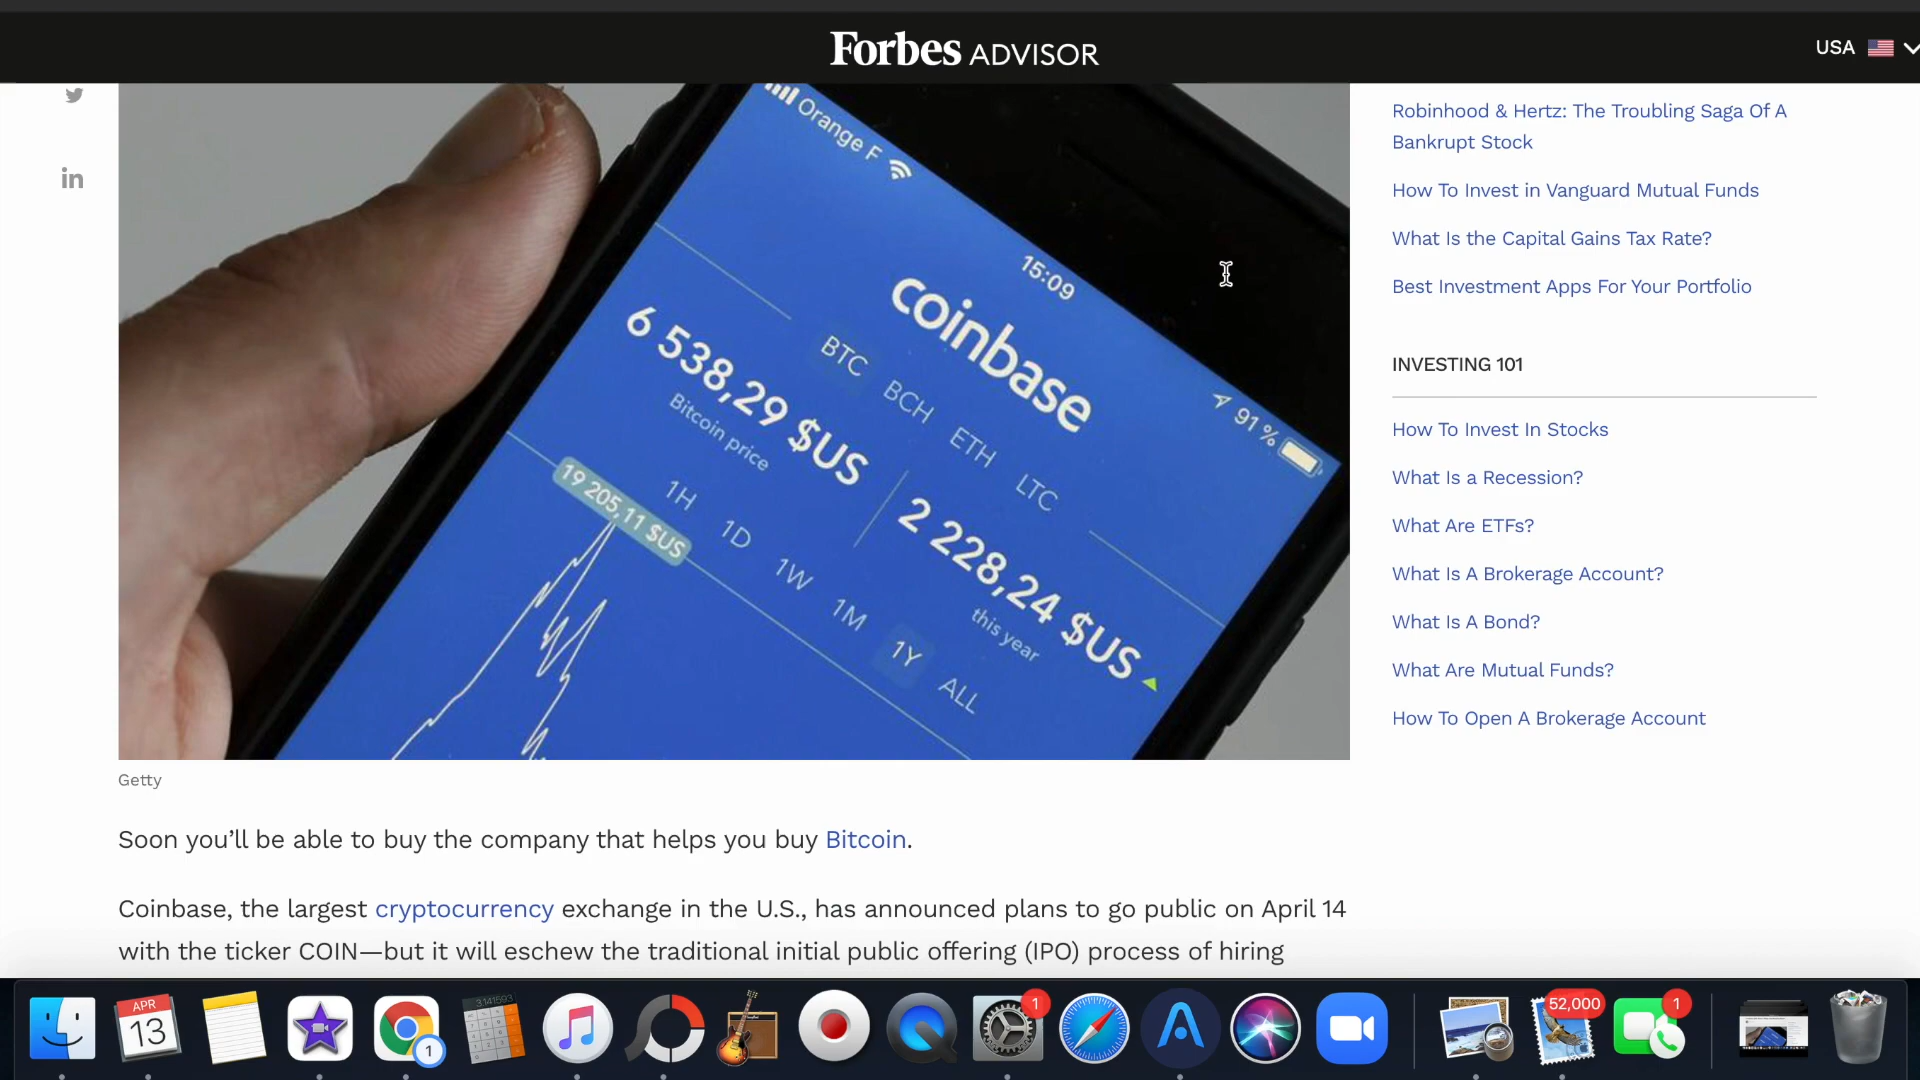 Forbes ADVISOR
USA
in
Orange F
15:09
91 %
coinbase
BTC
BCH
ETH
LTC
6 538,29 $US
Bitcoin price
2 228,24 $US
this year
1H
1D
1W
1M
1Y
ALL
19 205,11 $US
Getty
Soon you’ll be able to buy the company that helps you buy Bitcoin.
Coinbase, the largest cryptocurrency exchange in the U.S., has announced plans to go public on April 14
with the ticker COIN—but it will eschew the traditional initial public offering (IPO) process of hiring
Robinhood & Hertz: The Troubling Saga Of A
Bankrupt Stock
How To Invest in Vanguard Mutual Funds
What Is the Capital Gains Tax Rate?
Best Investment Apps For Your Portfolio
INVESTING 101
How To Invest In Stocks
What Is a Recession?
What Are ETFs?
What Is A Brokerage Account?
What Is A Bond?
What Are Mutual Funds?
How To Open A Brokerage Account
APR
13
1
3.141593
1
52,000
1